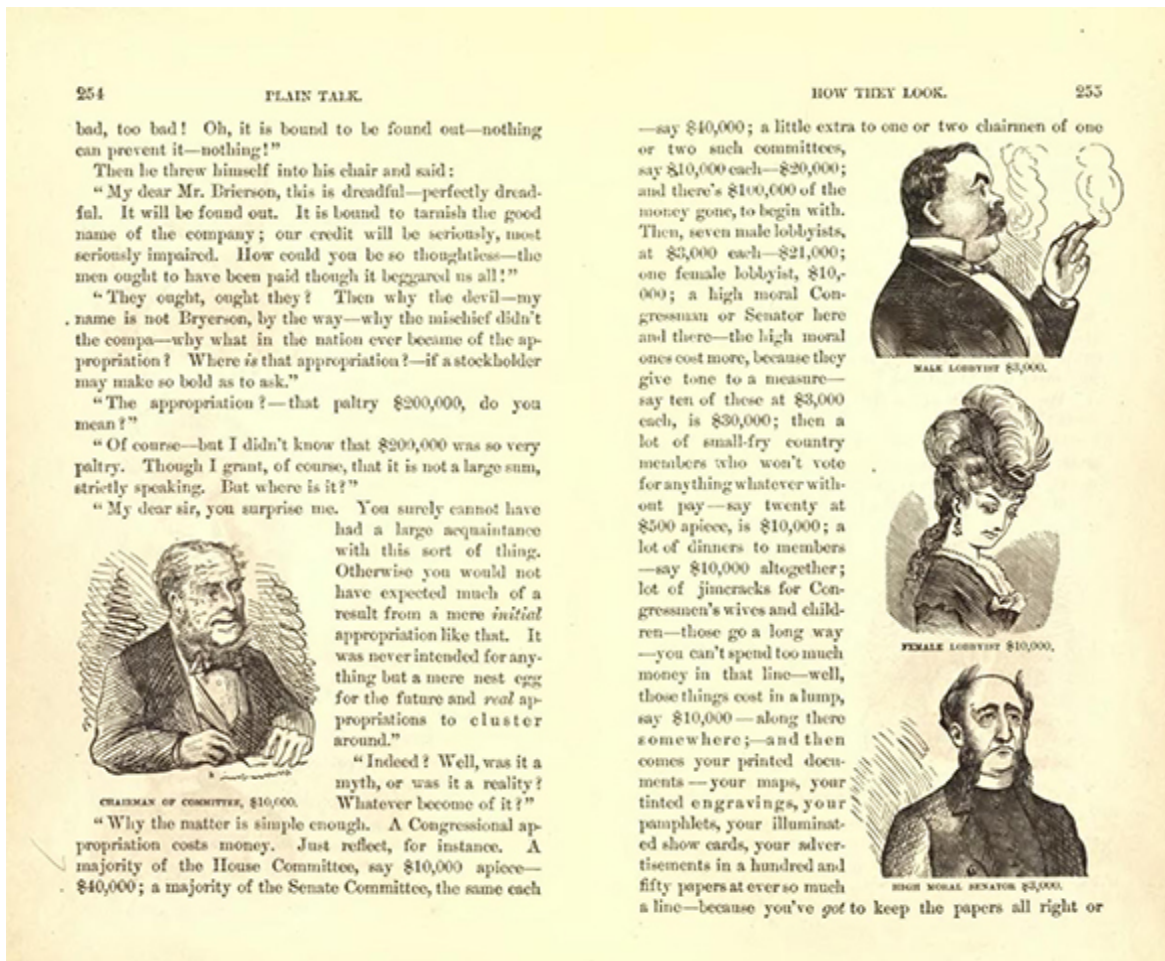 254
PLAIN TALK.
bad, too bad! Oh, it is bound to be found out—nothing
can prevent it—nothing!"
Then he threw himself into his chair and said:
"My dear Mr. Brierson, this is dreadful—perfectly dread-
ful. It will be found out. It is bound to tarnish the good
name of the company; our credit will be seriously, most
seriously impaired. How could you be so thoughtless—the
men ought to have been paid though it beggared us all!"
"They ought, ought they? Then why the devil—my
name is not Bryerson, by the way—why the mischief didn't
the compa—why what in the nation ever became of the ap-
propriation? Where is that appropriation?—if a stockholder
may make so bold as to ask."
"The appropriation?—that paltry $200,000, do you
mean?"
"Of course—but I didn't know that $200,000 was so very
paltry. Though I grant, of course, that it is not a large sum,
strictly speaking. But where is it?"
"My dear sir, you surprise me. You surely cannot have
had a large acquaintance
with this sort of thing.
Otherwise you would not
have expected much of a
result from a mere initial
appropriation like that. It
was never intended for any-
thing but a mere nest egg
for the future and real ap-
propriations to cluster
around."
"Indeed? Well, was it a
myth, or was it a reality?
Whatever become of it?"
CHAIRMAN OF COMMITTEE, $10,000.
"Why the matter is simple enough. A Congressional ap-
propriation costs money. Just reflect, for instance. A
majority of the House Committee, say $10,000 apiece—
$40,000; a majority of the Senate Committee, the same each
HOW THEY LOOK.
255
—say $40,000; a little extra to one or two chairmen of one
or two such committees,
say $10,000 each—$20,000;
and there's $100,000 of the
money gone, to begin with.
Then, seven male lobbyists,
at $3,000 each—$21,000;
one female lobbyist, $10,-
000; a high moral Con-
gressman or Senator here
and there—the high moral
ones cost more, because they
give tone to a measure—
say ten of these at $3,000
each, is $30,000; then a
lot of small-fry country
members who won't vote
for anything whatever with-
out pay—say twenty at
$500 apiece, is $10,000; a
lot of dinners to members
—say $10,000 altogether;
lot of jimcracks for Con-
gressmen's wives and child-
ren—those go a long way
—you can't spend too much
money in that line—well,
those things cost in a lump,
say $10,000—along there
somewhere;—and then
comes your printed docu-
ments—your maps, your
tinted engravings, your
pamphlets, your illuminat-
ed show cards, your adver-
tisements in a hundred and
fifty papers at ever so much
a line—because you've got to keep the papers all right or
MALE LOBBYIST $3,000.
FEMALE LOBBYIST $10,000,
HIGH MORAL SENATOR $3,000.